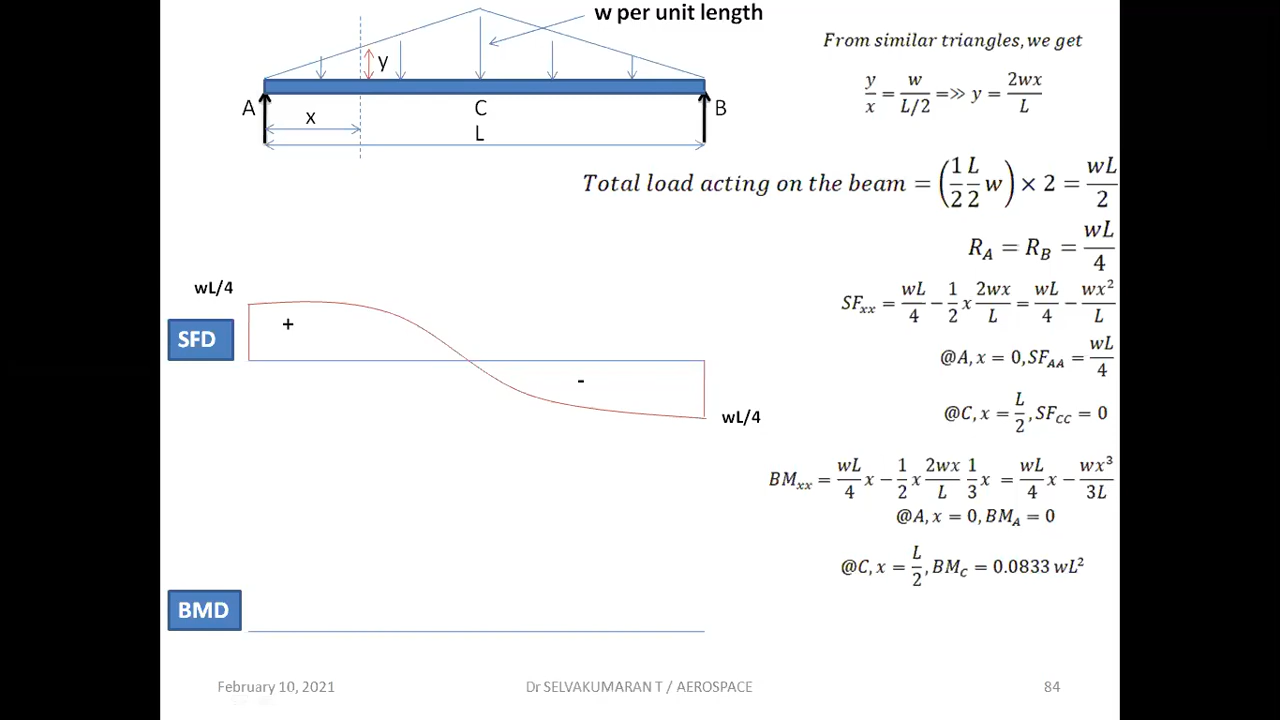 w per unit length
From similar triangles, we get
y/x = w/(L/2) =>> y = 2wx/L
y
A
C
B
x
L
Total load acting on the beam = (1/2 L/2 w) × 2 = wL/2
R_A = R_B = wL/4
wL/4
SF_xx = wL/4 − 1/2 x 2wx/L = wL/4 − wx²/L
+
SFD
@A, x = 0, SF_AA = wL/4
-
wL/4
@C, x = L/2, SF_CC = 0
BM_xx = wL/4 x − 1/2 x 2wx/L 1/3 x = wL/4 x − wx³/3L
@A, x = 0, BM_A = 0
@C, x = L/2, BM_C = 0.0833 wL²
BMD
February 10, 2021
Dr SELVAKUMARAN T / AEROSPACE
84